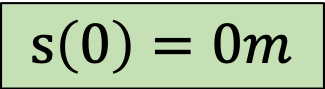 s(0) = 0m